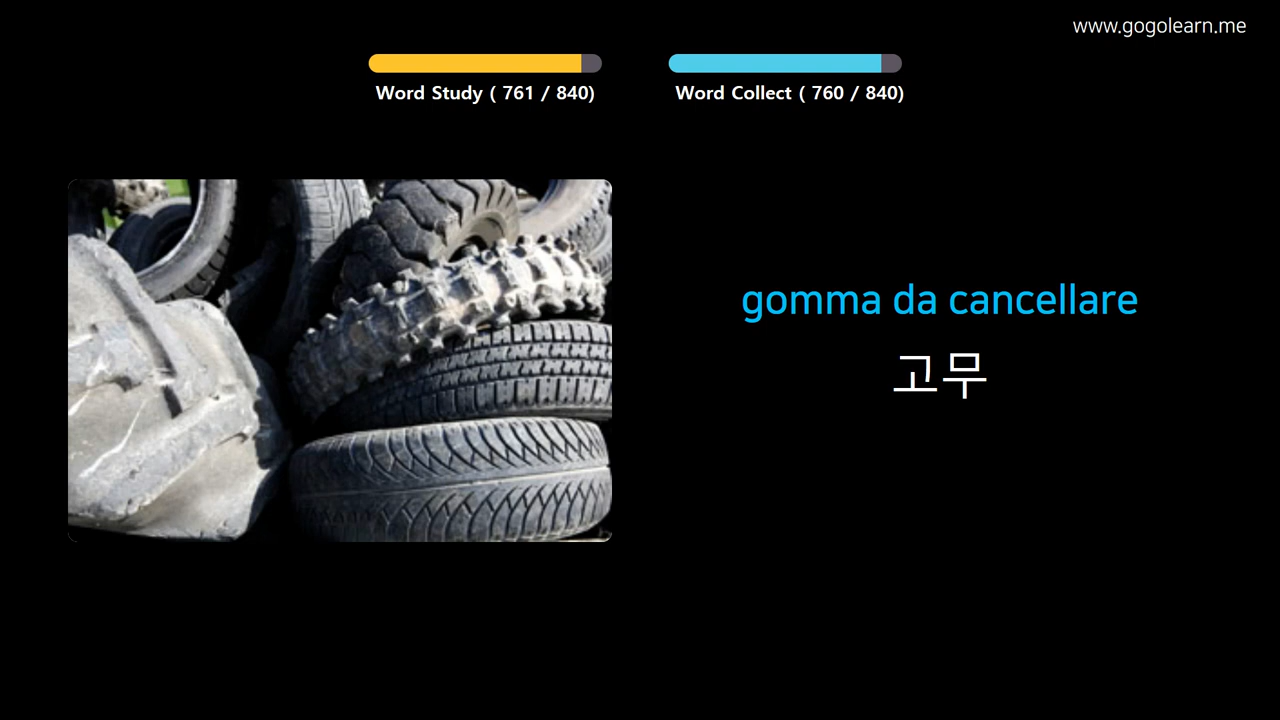 www.gogolearn.me
Word Study ( 761 / 840)
Word Collect ( 760 / 840)
gomma da cancellare
고무